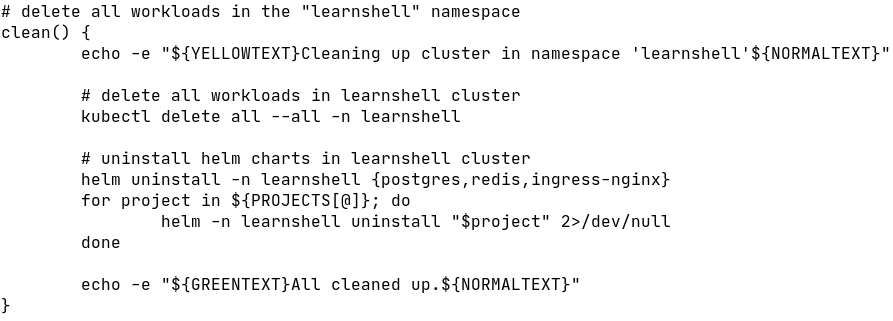 # delete all workloads in the "learnshell" namespace
clean() {
        echo -e "${YELLOWTEXT}Cleaning up cluster in namespace 'learnshell'${NORMALTEXT}"

        # delete all workloads in learnshell cluster
        kubectl delete all --all -n learnshell

        # uninstall helm charts in learnshell cluster
        helm uninstall -n learnshell {postgres,redis,ingress-nginx}
        for project in ${PROJECTS[@]}; do
                helm -n learnshell uninstall "$project" 2>/dev/null
        done

        echo -e "${GREENTEXT}All cleaned up.${NORMALTEXT}"
}